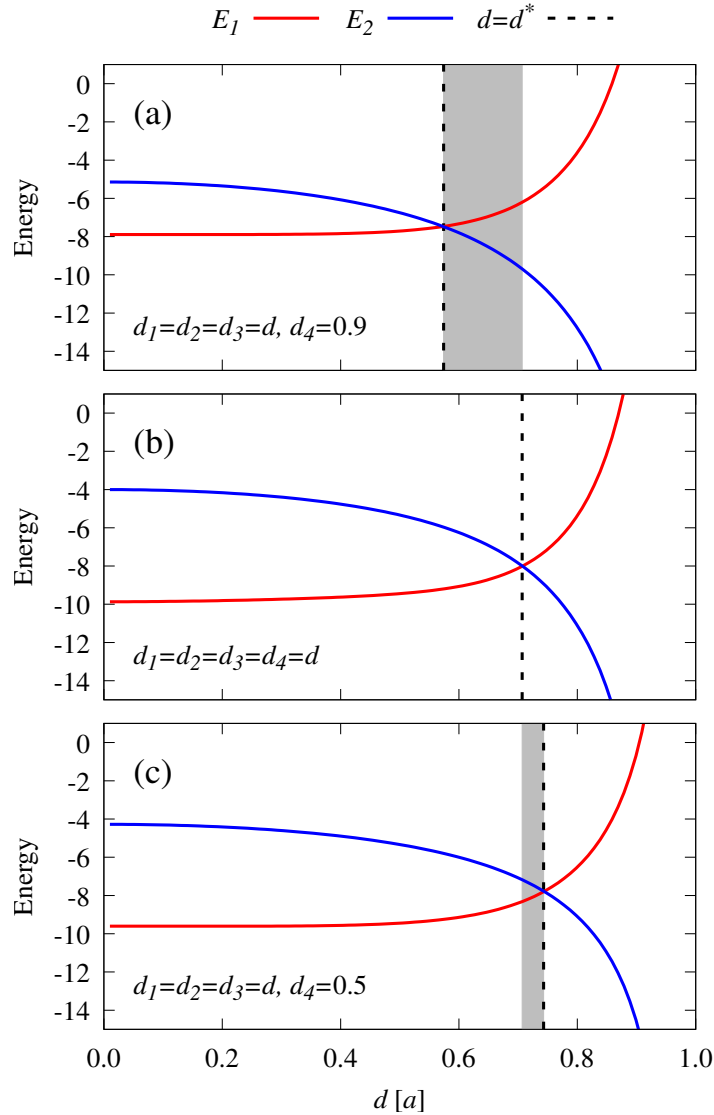 E1 E2 d=d*
(a)
Energy
0
-2
-4
-6
-8
-10
-12
-14
d1=d2=d3=d, d4=0.9
(b)
Energy
0
-2
-4
-6
-8
-10
-12
-14
d1=d2=d3=d4=d
(c)
Energy
0
-2
-4
-6
-8
-10
-12
-14
d1=d2=d3=d, d4=0.5
0.0 0.2 0.4 0.6 0.8 1.0
d [a]